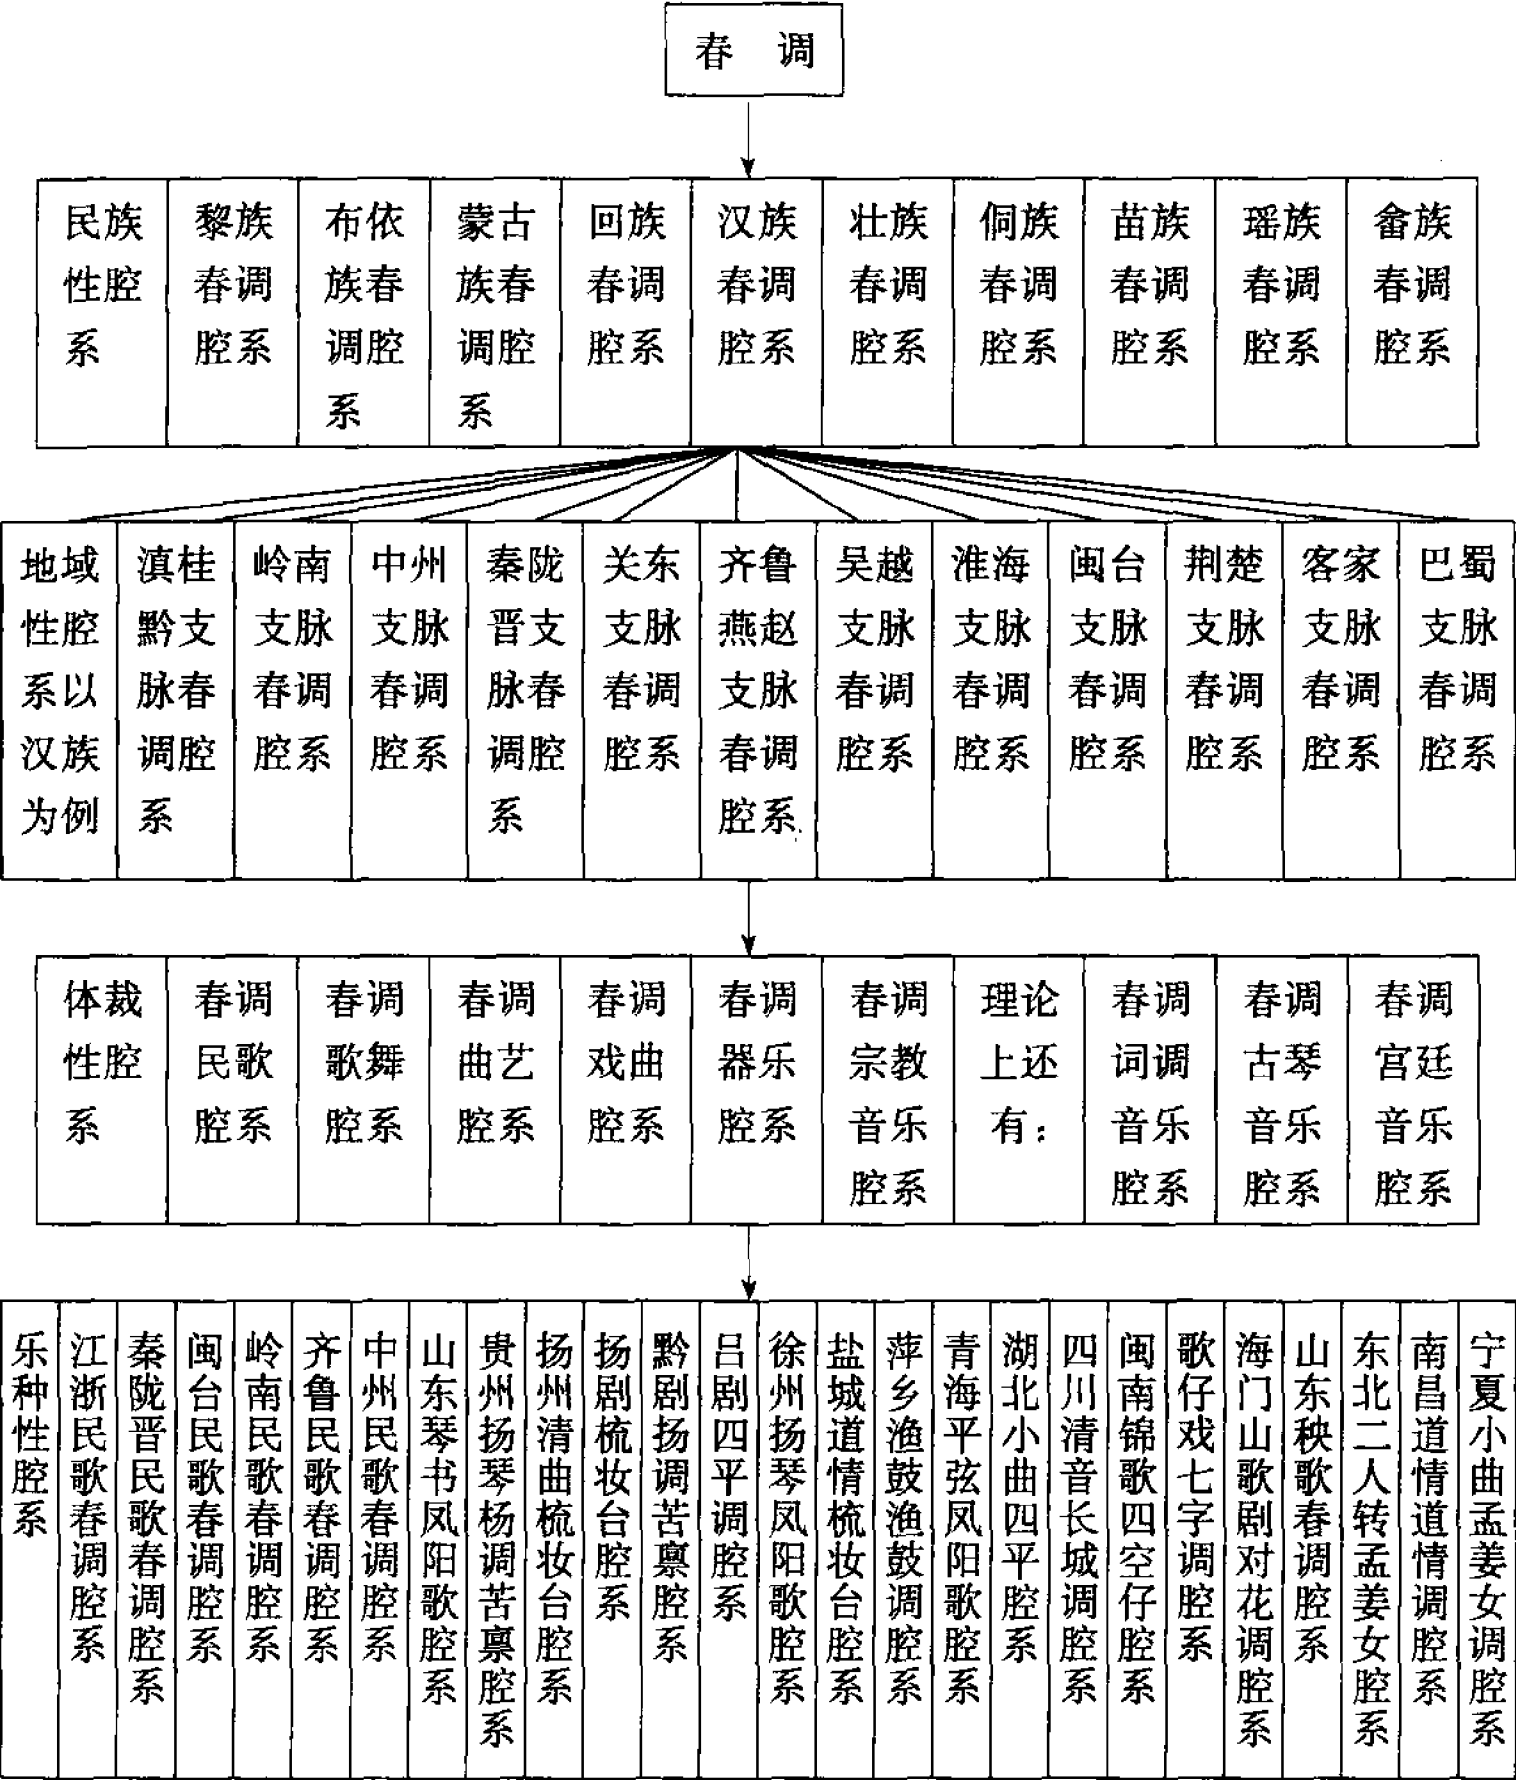 春 调
民族
性腔
系
黎族
春调
腔系
布依
族春
调腔
系
蒙古
族春
调腔
系
回族
春调
腔系
汉族
春调
腔系
壮族
春调
腔系
侗族
春调
腔系
苗族
春调
腔系
瑶族
春调
腔系
畲族
春调
腔系
地域
性腔
系以
汉族
为例
滇桂
黔支
脉春
调腔
系
岭南
支脉
春调
腔系
中州
支脉
春调
腔系
秦陇
晋支
脉春
调腔
系
关东
支脉
春调
腔系
齐鲁
燕赵
支脉
春调
腔系
吴越
支脉
春调
腔系
淮海
支脉
春调
腔系
闽台
支脉
春调
腔系
荆楚
支脉
春调
腔系
客家
支脉
春调
腔系
巴蜀
支脉
春调
腔系
体裁
性腔
系
春调
民歌
腔系
春调
歌舞
腔系
春调
曲艺
腔系
春调
戏曲
腔系
春调
器乐
腔系
春调
宗教
音乐
腔系
理论
上还
有：
春调
词调
音乐
腔系
春调
古琴
音乐
腔系
春调
宫廷
音乐
腔系
乐种性腔系
江浙民歌春调腔系
秦陇晋民歌春调腔系
闽台民歌春调腔系
岭南民歌春调腔系
齐鲁民歌春调腔系
中州民歌春调腔系
山东琴书凤阳歌腔系
贵州扬琴杨调苦禀腔系
扬州清曲梳妆台腔系
扬剧梳妆台腔系
黔剧扬调苦禀腔系
吕剧四平调腔系
徐州扬琴凤阳歌腔系
盐城道情梳妆台腔系
萍乡渔鼓渔鼓调腔系
青海平弦凤阳歌腔系
湖北小曲四平腔系
四川清音长城调腔系
闽南锦歌四空仔腔系
歌仔戏七字调腔系
海门山歌剧对花调腔系
山东秧歌春调腔系
东北二人转孟姜女腔系
南昌道情道情调腔系
宁夏小曲孟姜女调腔系